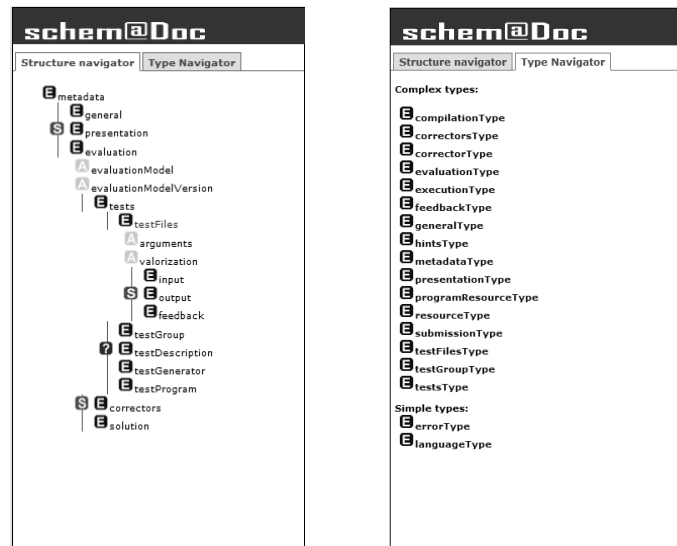 schem@Doc
Structure navigator Type Navigator
E metadata
E general
S E presentation
E evaluation
A evaluationModel
A evaluationModelVersion
E tests
E testFiles
A arguments
A valorization
E input
S E output
E feedback
E testGroup
? E testDescription
E testGenerator
E testProgram
S E correctors
E solution
schem@Doc
Structure navigator Type Navigator
Complex types:
E compilationType
E correctorsType
E correctorType
E evaluationType
E executionType
E feedbackType
E generalType
E hintsType
E metadataType
E presentationType
E programResourceType
E resourceType
E submissionType
E testFilesType
E testGroupType
E testsType
Simple types:
E errorType
E languageType